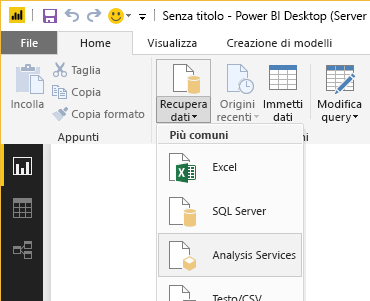 Senza titolo - Power BI Desktop (Server
File Home Visualizza Creazione di modelli
Incolla
Taglia
Copia
Copia formato
Appunti
Recupera dati
Origini recenti
Immetti dati
Modifica query
Più comuni
Excel
SQL Server
Analysis Services
Testo/CSV